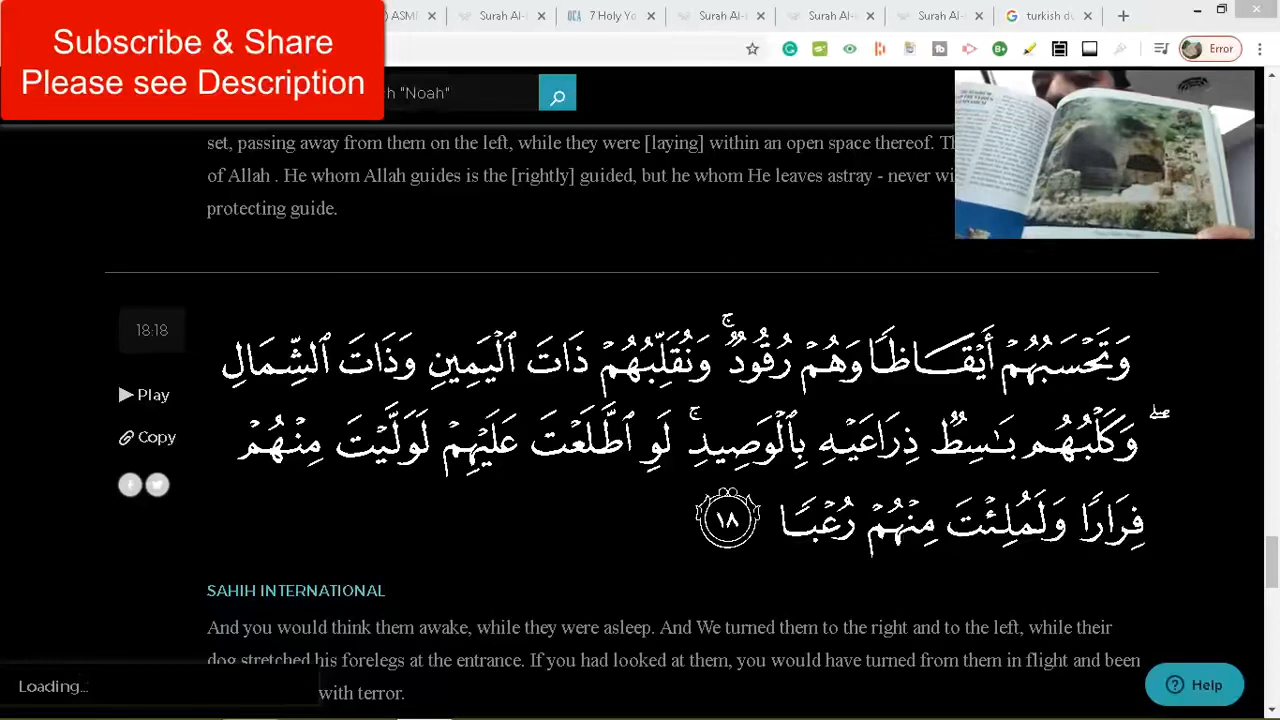 Subscribe & Share
Please see Description
) ASMI
Surah Al-
Surah Al-
7 Holy Yo
Surah Al-
Surah Al-
Surah Al-
turkish du
Error
ch "Noah"
set, passing away from them on the left, while they were [laying] within an open space thereof.
of Allah . He whom Allah guides is the [rightly] guided, but he whom He leaves astray - never
protecting guide.
18:18
Play
Copy
وَتَحْسَبُهُمْ أَيْقَاظًا وَهُمْ رُقُودٌ ۚ وَنُقَلِّبُهُمْ ذَاتَ ٱلْيَمِينِ وَذَاتَ ٱلشِّمَالِ
ۖ وَكَلْبُهُم بَـٰسِطٌ ذِرَاعَيْهِ بِٱلْوَصِيدِ ۚ لَوِ ٱطَّلَعْتَ عَلَيْهِمْ لَوَلَّيْتَ مِنْهُمْ
فِرَارًا وَلَمُلِئْتَ مِنْهُمْ رُعْبًا ١٨
SAHIH INTERNATIONAL
And you would think them awake, while they were asleep. And We turned them to the right and to the left, while their
dog stretched his forelegs at the entrance. If you had looked at them, you would have turned from them in flight and been
with terror.
Loading...
Help